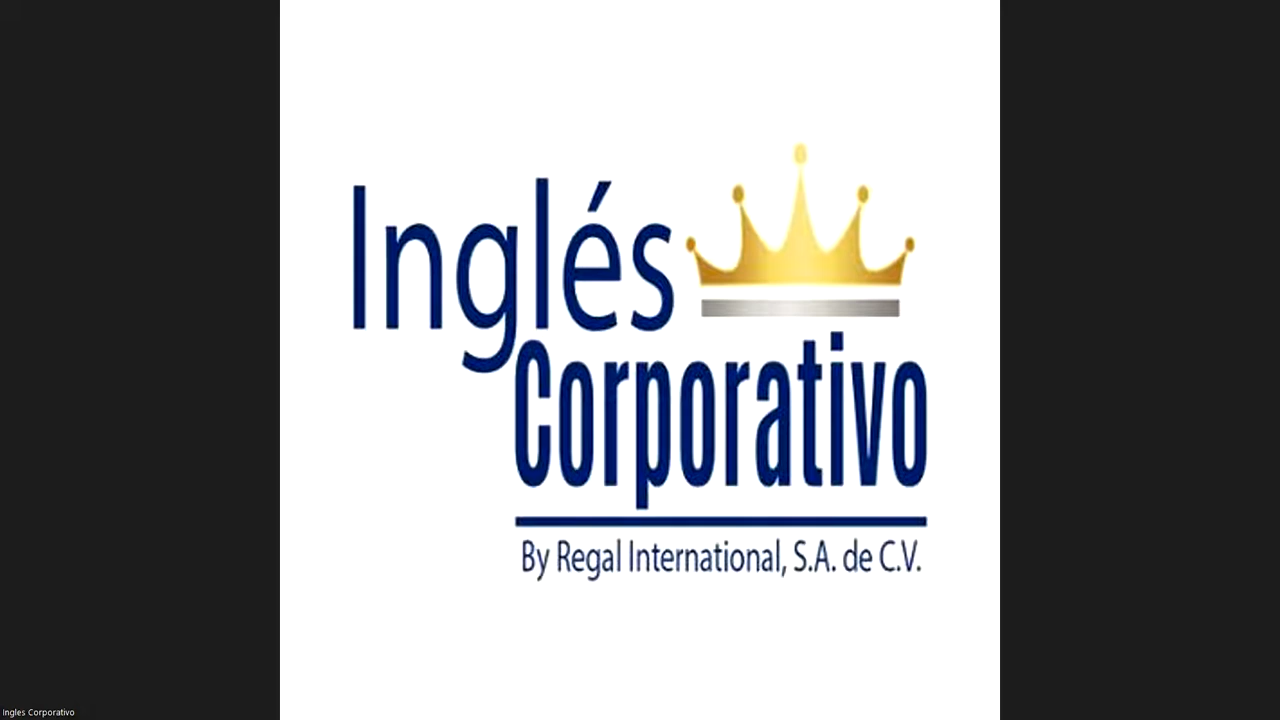 Inglés
Corporativo
By Regal International, S.A. de C.V.
Ingles Corporativo